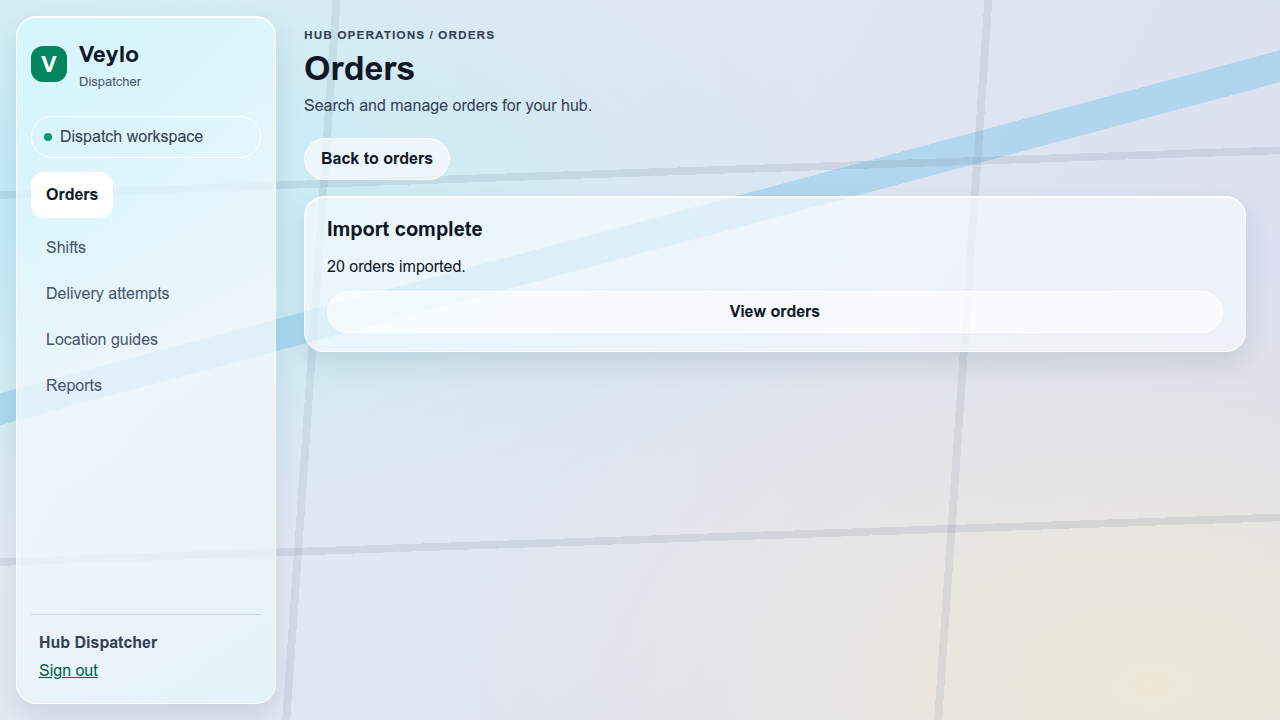 V
Veylo
Dispatcher
Dispatch workspace
Orders
Shifts
Delivery attempts
Location guides
Reports
Hub Dispatcher
Sign out
HUB OPERATIONS / ORDERS
Orders
Search and manage orders for your hub.
Back to orders
Import complete
20 orders imported.
View orders